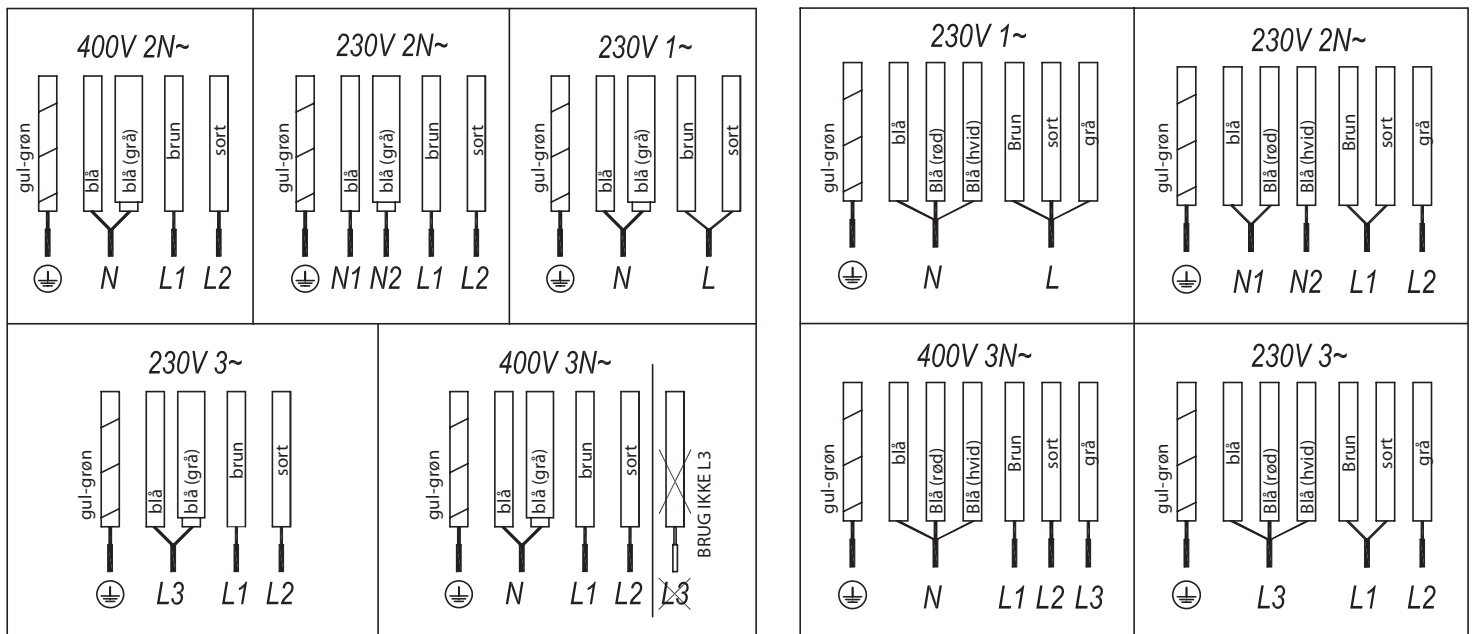 400V 2N~
gul-grøn
blå
blå (grå)
brun
sort
N L1 L2
230V 2N~
gul-grøn
blå
blå (grå)
brun
sort
N1 N2 L1 L2
230V 1~
gul-grøn
blå
blå (grå)
brun
sort
N L
230V 3~
gul-grøn
blå
blå (grå)
brun
sort
L3 L1 L2
400V 3N~
gul-grøn
blå
blå (grå)
brun
sort
BRUG IKKE L3
N L1 L2 L3
230V 1~
gul-grøn
blå
Blå (rød)
Blå (hvid)
Brun
sort
grå
N L
230V 2N~
gul-grøn
blå
Blå (rød)
Blå (hvid)
Brun
sort
grå
N1 N2 L1 L2
400V 3N~
gul-grøn
blå
Blå (rød)
Blå (hvid)
Brun
sort
grå
N L1 L2 L3
230V 3~
gul-grøn
blå
Blå (rød)
Blå (hvid)
Brun
sort
grå
L3 L1 L2